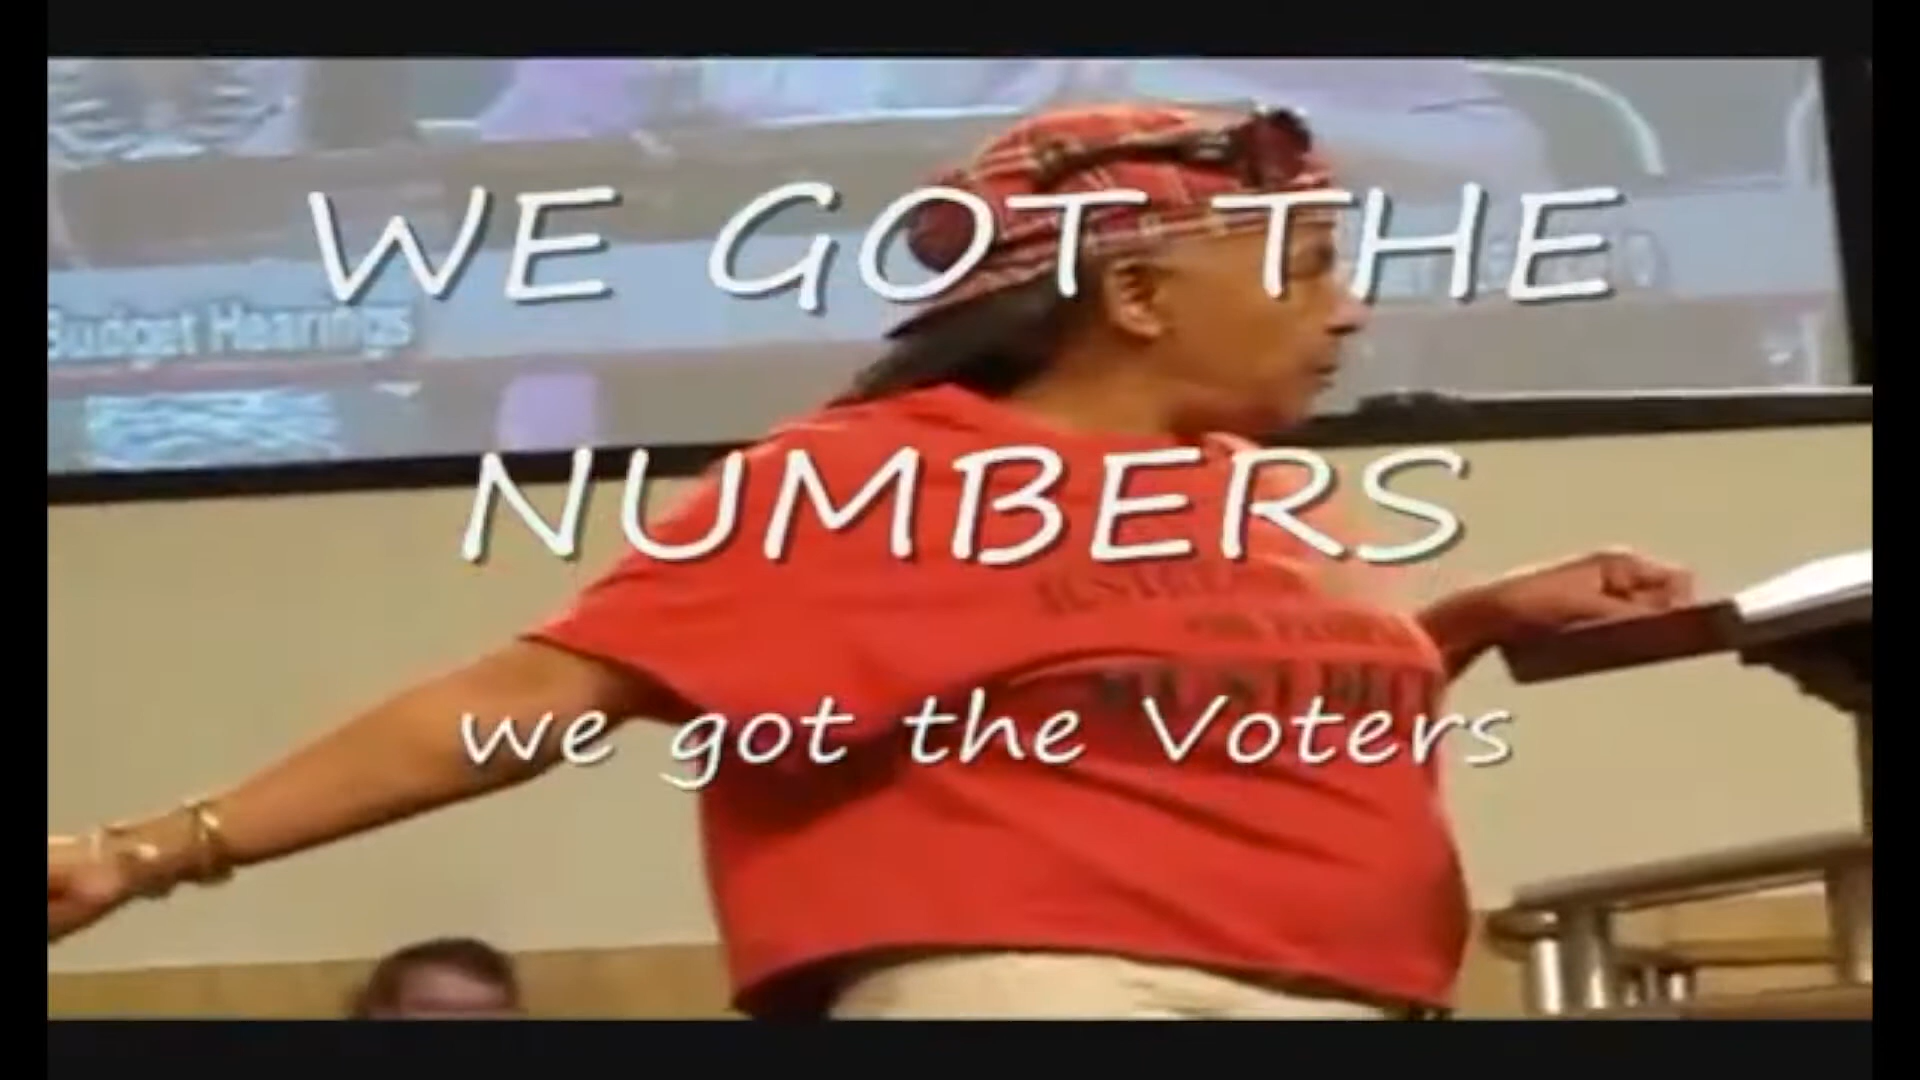 WE GOT THE
Budget Hearings
NUMBERS
we got the Voters